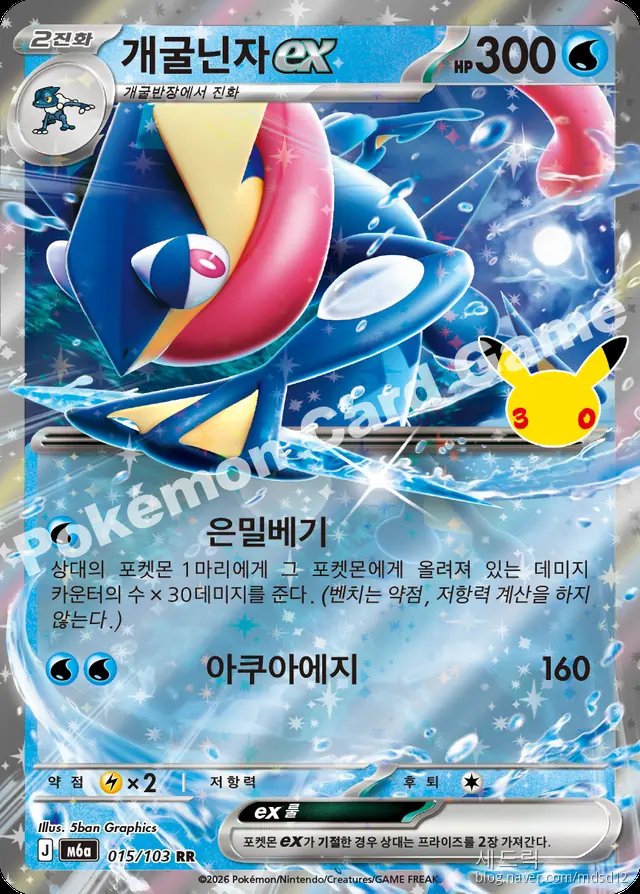 2진화
개굴닌자ex
HP300
개굴반장에서 진화
30
Pokémon Card Game
은밀베기
상대의 포켓몬 1마리에게 그 포켓몬에게 올려져 있는 데미지
카운터의 수×30데미지를 준다. (벤치는 약점, 저항력 계산을 하지
않는다.)
아쿠아에지 160
약점 ×2 저항력 후퇴
ex룰
포켓몬 ex가 기절한 경우 상대는 프라이즈를 2장 가져간다.
Illus. 5ban Graphics
J m6a 015/103 RR
©2026 Pokémon/Nintendo/Creatures/GAME FREAK.
세드릭
blog.naver.com/mdsdj2